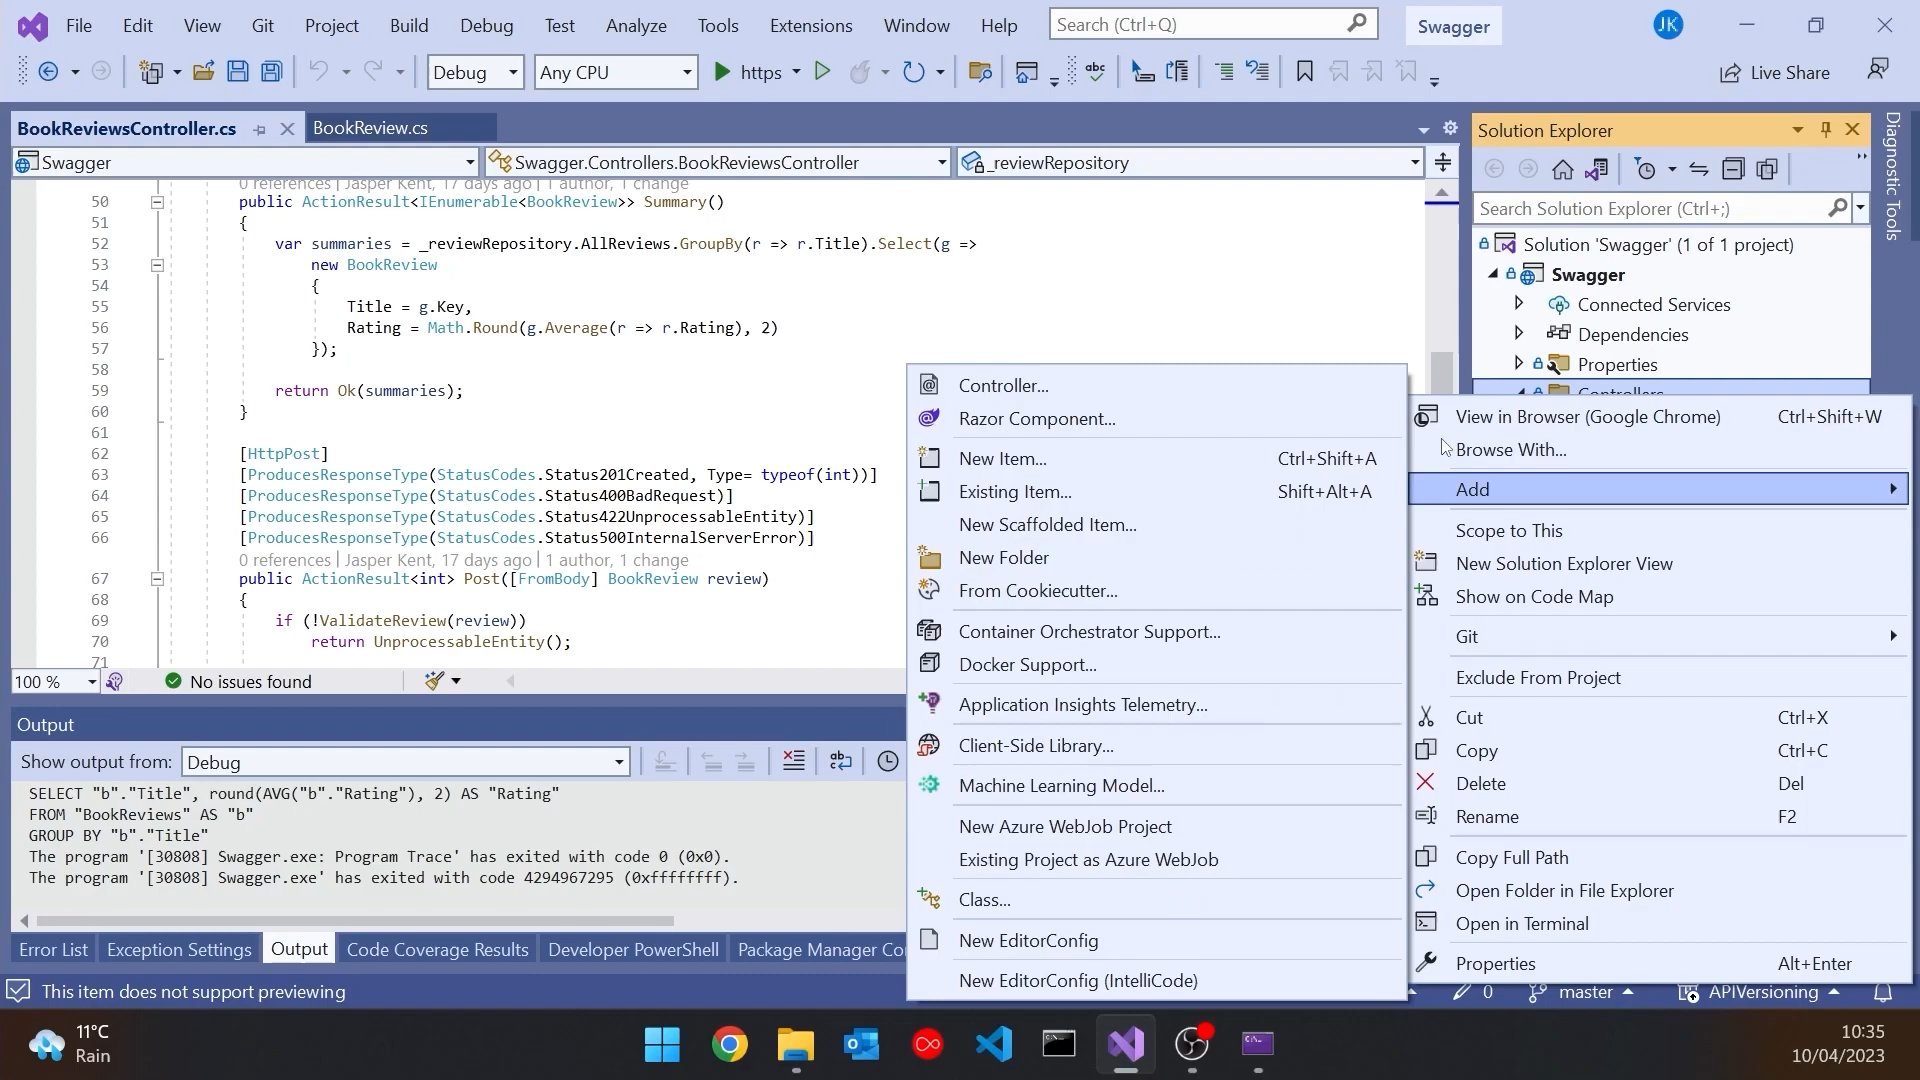 File Edit View Git Project Build Debug Test Analyze Tools Extensions Window Help Search (Ctrl+Q) Swagger JK
Debug Any CPU https abc Live Share
BookReviewsController.cs BookReview.cs
Swagger Swagger.Controllers.BookReviewsController _reviewRepository
0 references | Jasper Kent, 17 days ago | 1 author, 1 change
50 public ActionResult<IEnumerable<BookReview>> Summary()
51 {
52 var summaries = _reviewRepository.AllReviews.GroupBy(r => r.Title).Select(g =>
53 new BookReview
54 {
55 Title = g.Key,
56 Rating = Math.Round(g.Average(r => r.Rating), 2)
57 });
58
59 return Ok(summaries);
60 }
61
62 [HttpPost]
63 [ProducesResponseType(StatusCodes.Status201Created, Type= typeof(int))]
64 [ProducesResponseType(StatusCodes.Status400BadRequest)]
65 [ProducesResponseType(StatusCodes.Status422UnprocessableEntity)]
66 [ProducesResponseType(StatusCodes.Status500InternalServerError)]
0 references | Jasper Kent, 17 days ago | 1 author, 1 change
67 public ActionResult<int> Post([FromBody] BookReview review)
68 {
69 if (!ValidateReview(review))
70 return UnprocessableEntity();
71
100 % No issues found
Output
Show output from: Debug
SELECT "b"."Title", round(AVG("b"."Rating"), 2) AS "Rating"
FROM "BookReviews" AS "b"
GROUP BY "b"."Title"
The program '[30808] Swagger.exe: Program Trace' has exited with code 0 (0x0).
The program '[30808] Swagger.exe' has exited with code 4294967295 (0xffffffff).
Error List Exception Settings Output Code Coverage Results Developer PowerShell Package Manager Co
Controller...
Razor Component...
New Item... Ctrl+Shift+A
Existing Item... Shift+Alt+A
New Scaffolded Item...
New Folder
From Cookiecutter...
Container Orchestrator Support...
Docker Support...
Application Insights Telemetry...
Client-Side Library...
Machine Learning Model...
New Azure WebJob Project
Existing Project as Azure WebJob
Class...
New EditorConfig
New EditorConfig (IntelliCode)
Solution Explorer
Search Solution Explorer (Ctrl+;)
Solution 'Swagger' (1 of 1 project)
Swagger
Connected Services
Dependencies
Properties
Controllers
View in Browser (Google Chrome) Ctrl+Shift+W
Browse With...
Add
Scope to This
New Solution Explorer View
Show on Code Map
Git
Exclude From Project
Cut Ctrl+X
Copy Ctrl+C
Delete Del
Rename F2
Copy Full Path
Open Folder in File Explorer
Open in Terminal
Properties Alt+Enter
Diagnostic Tools
This item does not support previewing 0 master APIVersioning
11°C
Rain
10:35
10/04/2023